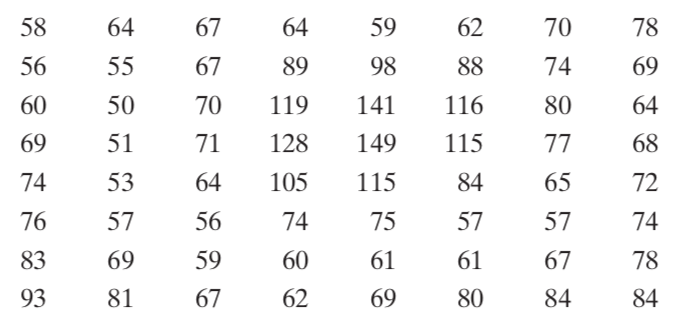 58 64 67 64 59 62 70 78
56 55 67 89 98 88 74 69
60 50 70 119 141 116 80 64
69 51 71 128 149 115 77 68
74 53 64 105 115 84 65 72
76 57 56 74 75 57 57 74
83 69 59 60 61 61 67 78
93 81 67 62 69 80 84 84